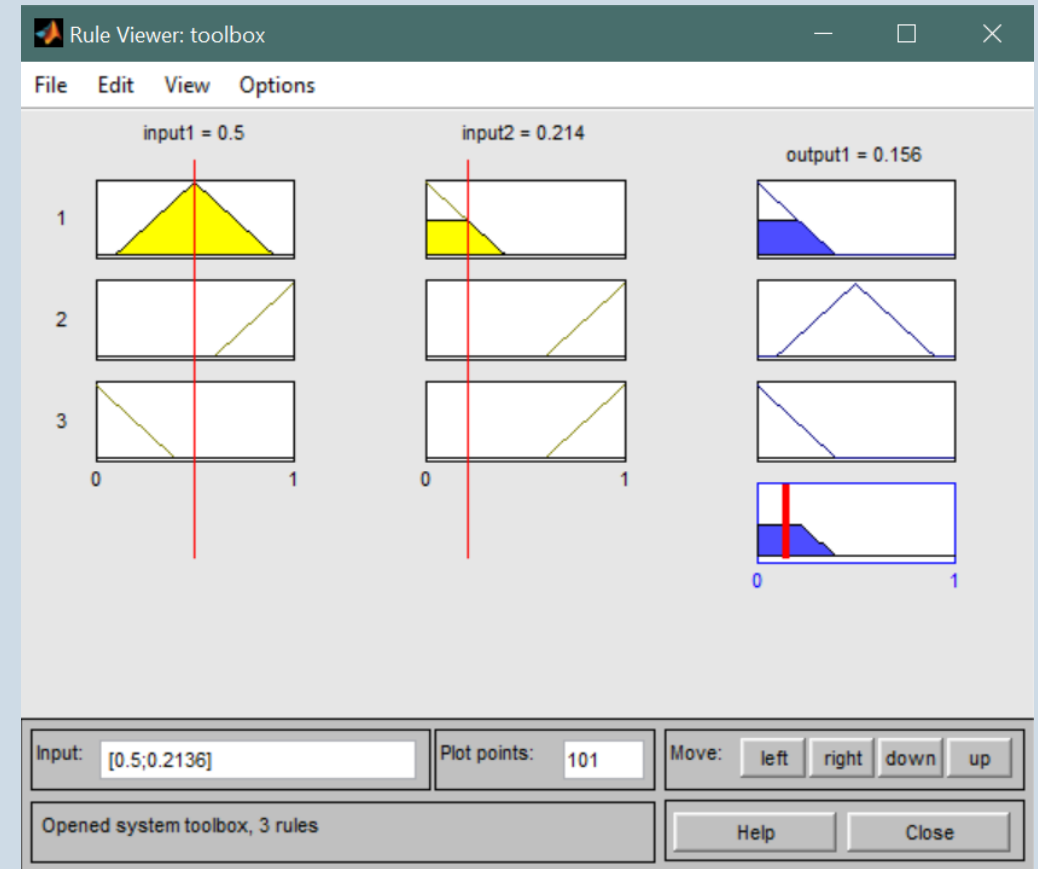 Rule Viewer: toolbox
File Edit View Options
input1 = 0.5 input2 = 0.214 output1 = 0.156
1
2
3
0 1 0 1
0 1
Input: [0.5;0.2136] Plot points: 101 Move: left right down up
Opened system toolbox, 3 rules Help Close